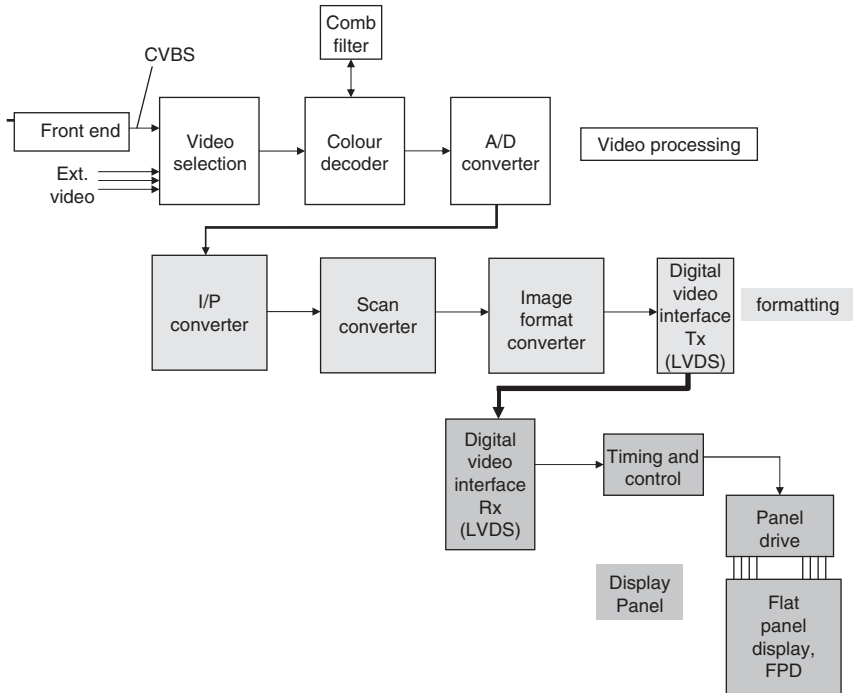 Comb
filter
CVBS
Front end
Video
selection
Colour
decoder
A/D
converter
Video processing
Ext.
video
I/P
converter
Scan
converter
Image
format
converter
Digital
video
interface
Tx
(LVDS)
formatting
Digital
video
interface
Rx
(LVDS)
Timing and
control
Panel
drive
Display
Panel
Flat
panel
display,
FPD